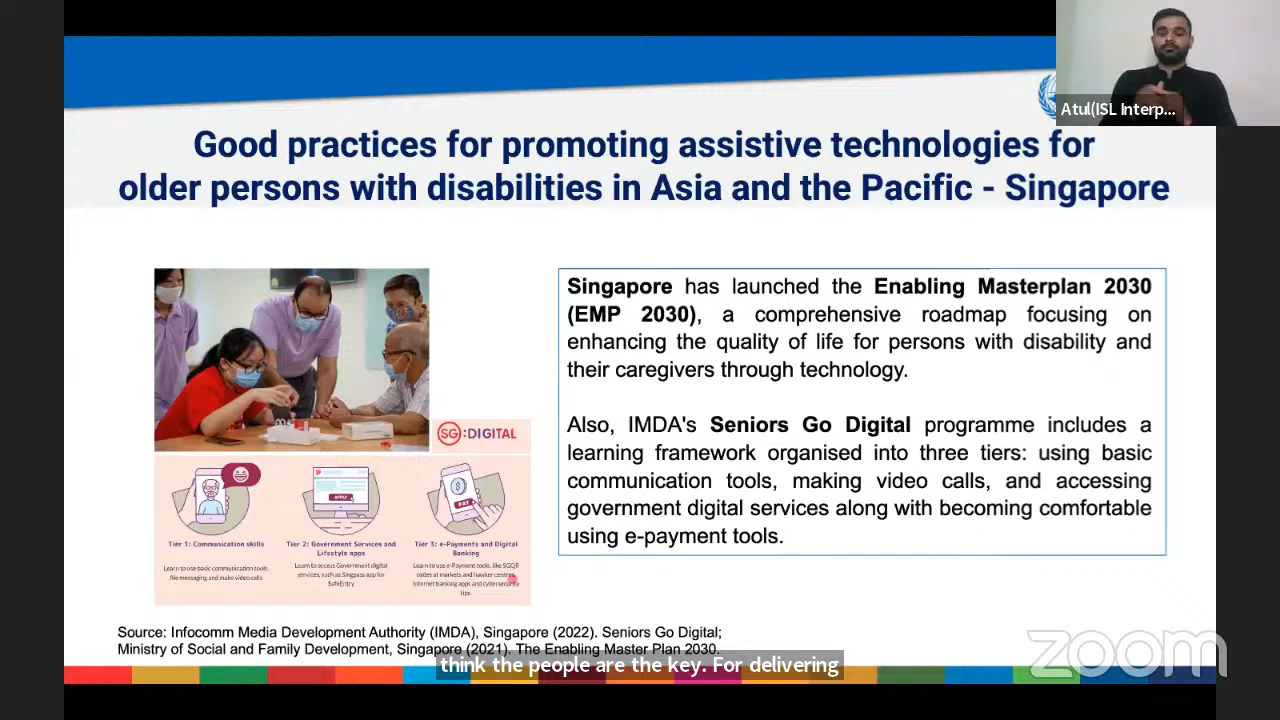 Atul(ISL Interp...
Good practices for promoting assistive technologies for
older persons with disabilities in Asia and the Pacific - Singapore
Singapore has launched the Enabling Masterplan 2030
(EMP 2030), a comprehensive roadmap focusing on
enhancing the quality of life for persons with disability and
their caregivers through technology.
Also, IMDA's Seniors Go Digital programme includes a
learning framework organised into three tiers: using basic
communication tools, making video calls, and accessing
government digital services along with becoming comfortable
using e-payment tools.
SG:DIGITAL
APPLY
PAY
Tier 1: Communication skills
Learn to use basic communication tools,
like messaging and make video calls
Tier 2: Government Services and
Lifestyle apps
Learn to access Government digital
services, such as Singpass app for
SafeEntry
Tier 3: e-Payments and Digital
Banking
Learn to use e-Payment tools, like SGQR
codes at markets and hawker centres,
Internet banking apps and cybersecurity
tips.
Source: Infocomm Media Development Authority (IMDA), Singapore (2022). Seniors Go Digital;
Ministry of Social and Family Development, Singapore (2021). The Enabling Master Plan 2030.
think the people are the key. For delivering
zoom